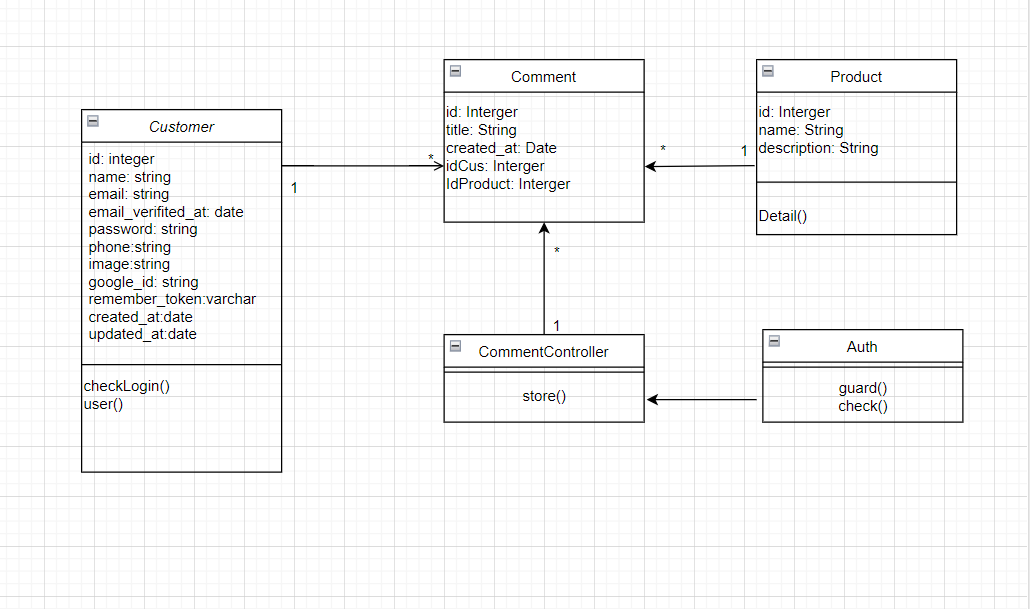 Customer
id: integer
name: string
email: string
email_verifited_at: date
password: string
phone:string
image:string
google_id: string
remember_token:varchar
created_at:date
updated_at:date
checkLogin()
user()
1
*
Comment
id: Interger
title: String
created_at: Date
idCus: Interger
IdProduct: Interger
*
1
Product
id: Interger
name: String
description: String
Detail()
*
1
CommentController
store()
Auth
guard()
check()